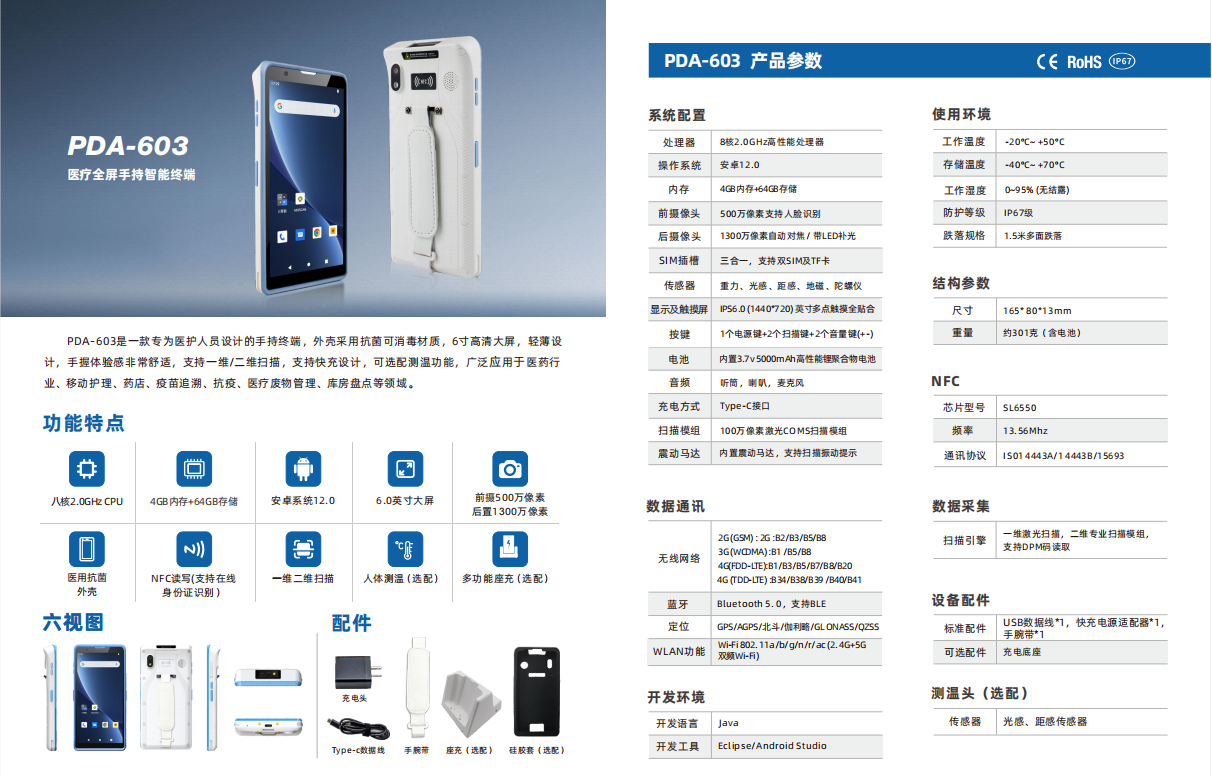 PDA-603
医疗全屏手持智能终端
NFC
PDA-603是一款专为医护人员设计的手持终端，外壳采用抗菌可消毒材质，6寸高清大屏，轻薄设
计，手握体验感非常舒适，支持一维/二维扫描，支持快充设计，可选配测温功能，广泛应用于医药行
业、移动护理、药店、疫苗追溯、抗疫、医疗废物管理、库房盘点等领域。
功能特点
八核2.0GHz CPU
4GB内存+64GB存储
安卓系统12.0
6.0英寸大屏
前摄500万像素
后置1300万像素
医用抗菌
外壳
NFC读写(支持在线
身份证识别）
一维二维扫描
℃
人体测温（选配）
多功能座充（选配）
六视图
配件
充电头
Type-c数据线
手腕带
座充（选配）
硅胶套（选配）
PDA-603 产品参数
CE RoHS IP67
系统配置
处理器 8核2.0GHz高性能处理器
操作系统 安卓12.0
内存 4GB内存+64GB存储
前摄像头 500万像素支持人脸识别
后摄像头 1300万像素自动对焦/ 带LED补光
SIM插槽 三合一，支持双SIM及TF卡
传感器 重力、光感、距感、地磁、陀螺仪
显示及触摸屏 IPS6.0 (1440*720) 英寸多点触摸全贴合
按键 1个电源键+2个扫描键+2个音量键(+-)
电池 内置3.7v 5000mAh高性能锂聚合物电池
音频 听筒，喇叭，麦克风
充电方式 Type-C接口
扫描模组 100万像素激光COMS扫描模组
震动马达 内置震动马达，支持扫描振动提示
数据通讯
无线网络
2G(GSM) : 2G :B2/B3/B5/B8
3G(WCDMA):B1 /B5/B8
4G(FDD-LTE):B1/B3/B5/B7/B8/B20
4G (TDD-LTE) :B34/B38/B39 /B40/B41
蓝牙 Bluetooth 5. 0，支持BLE
定位 GPS/AGPS/北斗/伽利略/GLONASS/QZSS
WLAN功能 Wi-Fi 802. 11a/b/g/n/r/ac (2. 4G+5G
双频Wi-Fi)
开发环境
开发语言 Java
开发工具 Eclipse/Android Studio
使用环境
工作温度 -20℃~ +50℃
存储温度 -40℃~ +70℃
工作湿度 0~95% (无结露)
防护等级 IP67级
跌落规格 1.5米多面跌落
结构参数
尺寸 165* 80*13mm
重量 约301克（含电池）
NFC
芯片型号 SL6550
频率 13.56Mhz
通讯协议 IS01 4443A/1 4443B/15693
数据采集
扫描引擎 一维激光扫描，二维专业扫描模组，
支持DPM码读取
设备配件
标准配件 USB数据线*1，快充电源适配器*1，
手腕带*1
可选配件 充电底座
测温头（选配）
传感器 光感、距感传感器